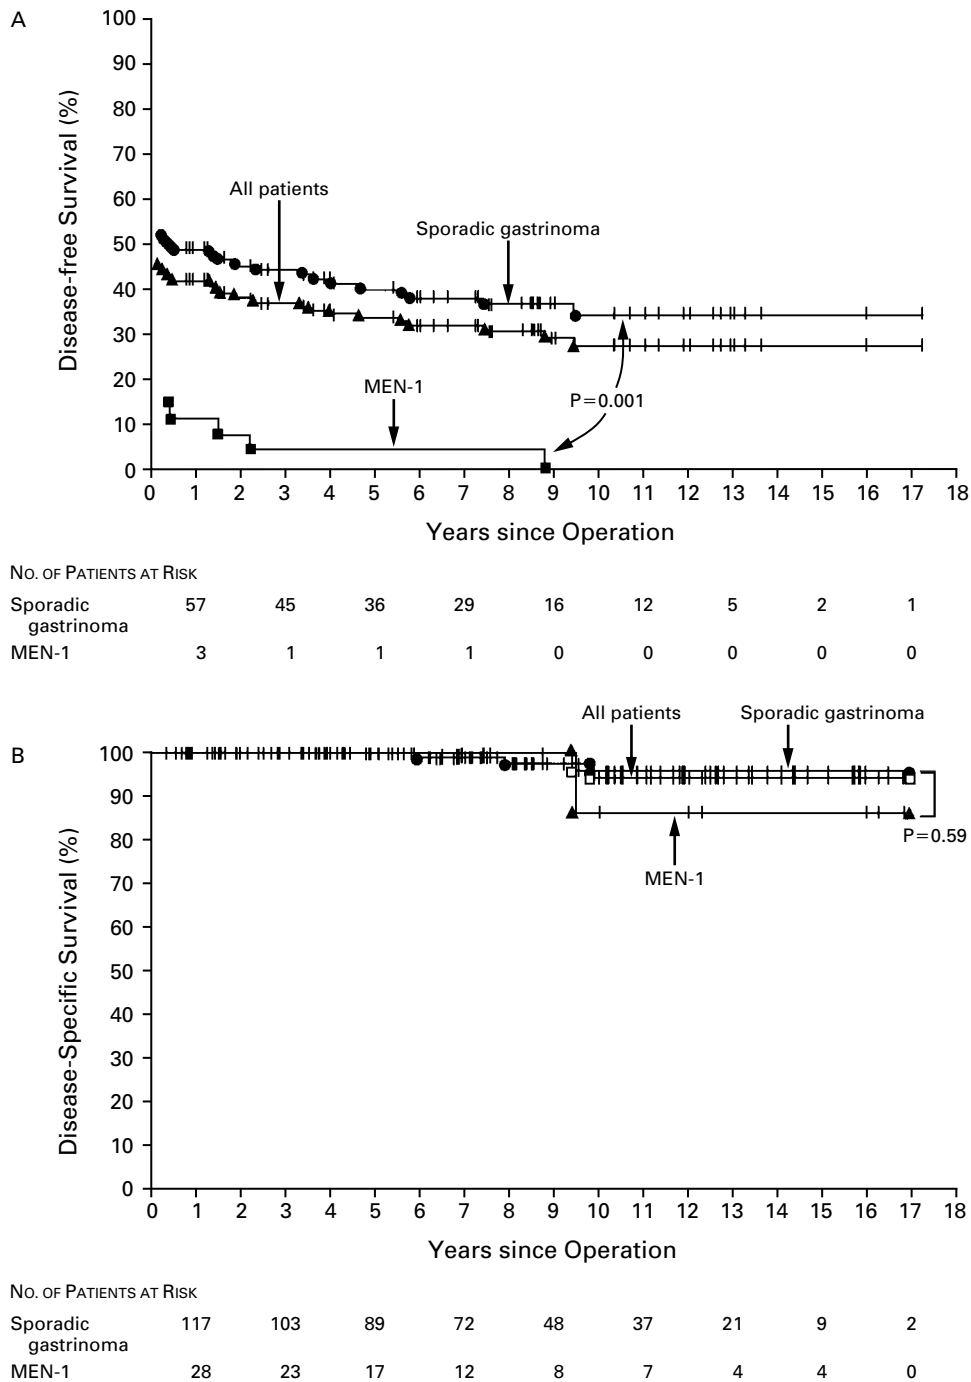 A
100
90
80
70
60
50
40
30
20
10
0
Disease-free Survival (%)
All patients
Sporadic gastrinoma
MEN-1
P=0.001
0 1 2 3 4 5 6 7 8 9 10 11 12 13 14 15 16 17 18
Years since Operation
NO. OF PATIENTS AT RISK
Sporadic gastrinoma 57 45 36 29 16 12 5 2 1
MEN-1 3 1 1 1 0 0 0 0 0
All patients Sporadic gastrinoma
B
100
90
80
70
60
50
40
30
20
10
0
Disease-Specific Survival (%)
P=0.59
MEN-1
0 1 2 3 4 5 6 7 8 9 10 11 12 13 14 15 16 17 18
Years since Operation
NO. OF PATIENTS AT RISK
Sporadic gastrinoma 117 103 89 72 48 37 21 9 2
MEN-1 28 23 17 12 8 7 4 4 0